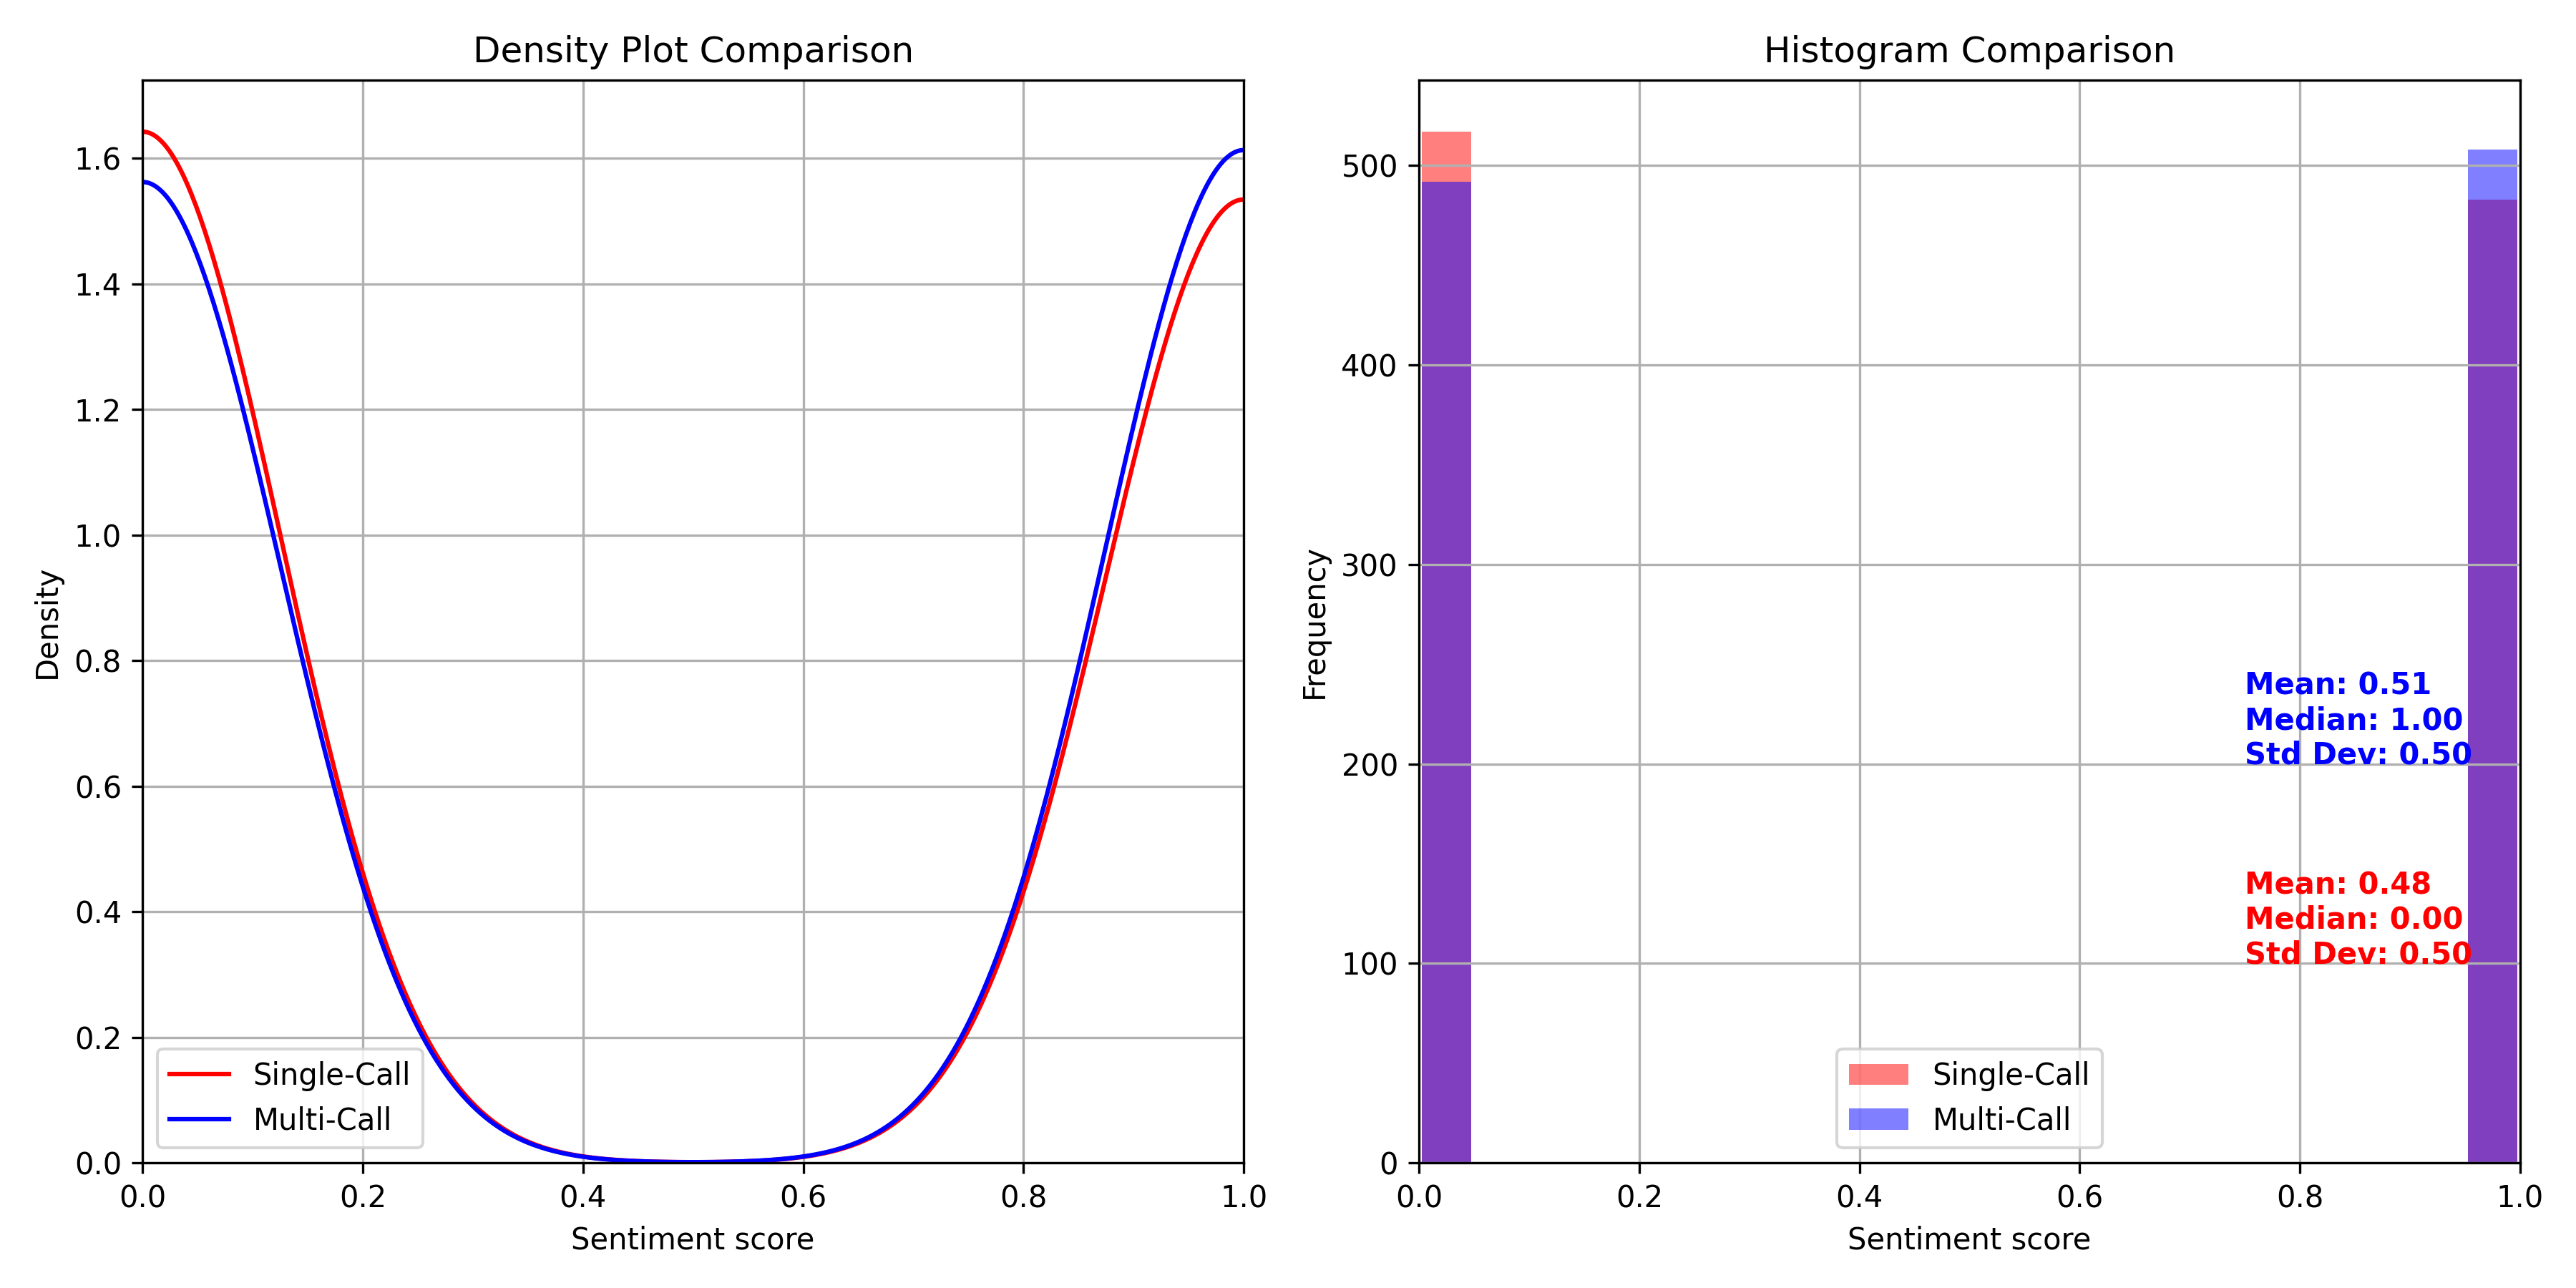 Density Plot Comparison
1.6
1.4
1.2
1.0
0.8
0.6
0.4
0.2
0.0
Density
Single-Call
Multi-Call
0.0 0.2 0.4 0.6 0.8 1.0
Sentiment score
Histogram Comparison
500
400
300
200
100
0
Frequency
Mean: 0.51
Median: 1.00
Std Dev: 0.50
Mean: 0.48
Median: 0.00
Std Dev: 0.50
Single-Call
Multi-Call
0.0 0.2 0.4 0.6 0.8 1.0
Sentiment score